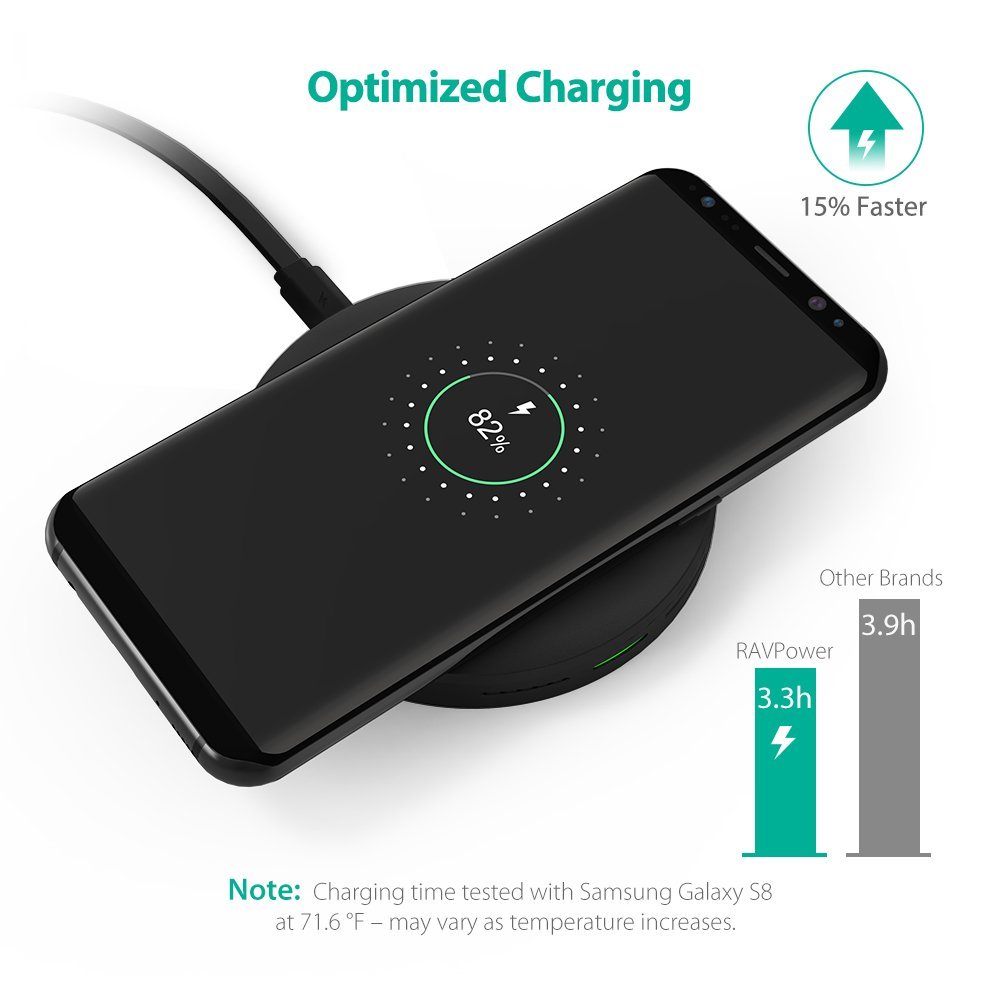 Optimized Charging
15% Faster
82%
Other Brands
3.9h
RAVPower
3.3h
Note: Charging time tested with Samsung Galaxy S8
at 71.6 °F – may vary as temperature increases.